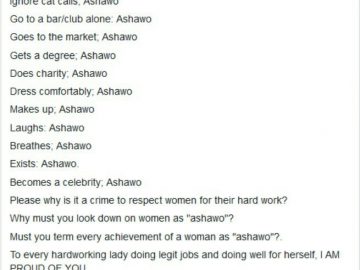 Ignore cat calls; Ashawo
Go to a bar/club alone: Ashawo
Goes to the market; Ashawo
Gets a degree; Ashawo
Does charity; Ashawo
Dress comfortably; Ashawo
Makes up; Ashawo
Laughs: Ashawo
Breathes; Ashawo
Exists: Ashawo.
Becomes a celebrity; Ashawo
Please why is it a crime to respect women for their hard work?
Why must you look down on women as "ashawo"?
Must you term every achievement of a woman as "ashawo"?.
To every hardworking lady doing legit jobs and doing well for herself, I AM
PROUD OF YOU